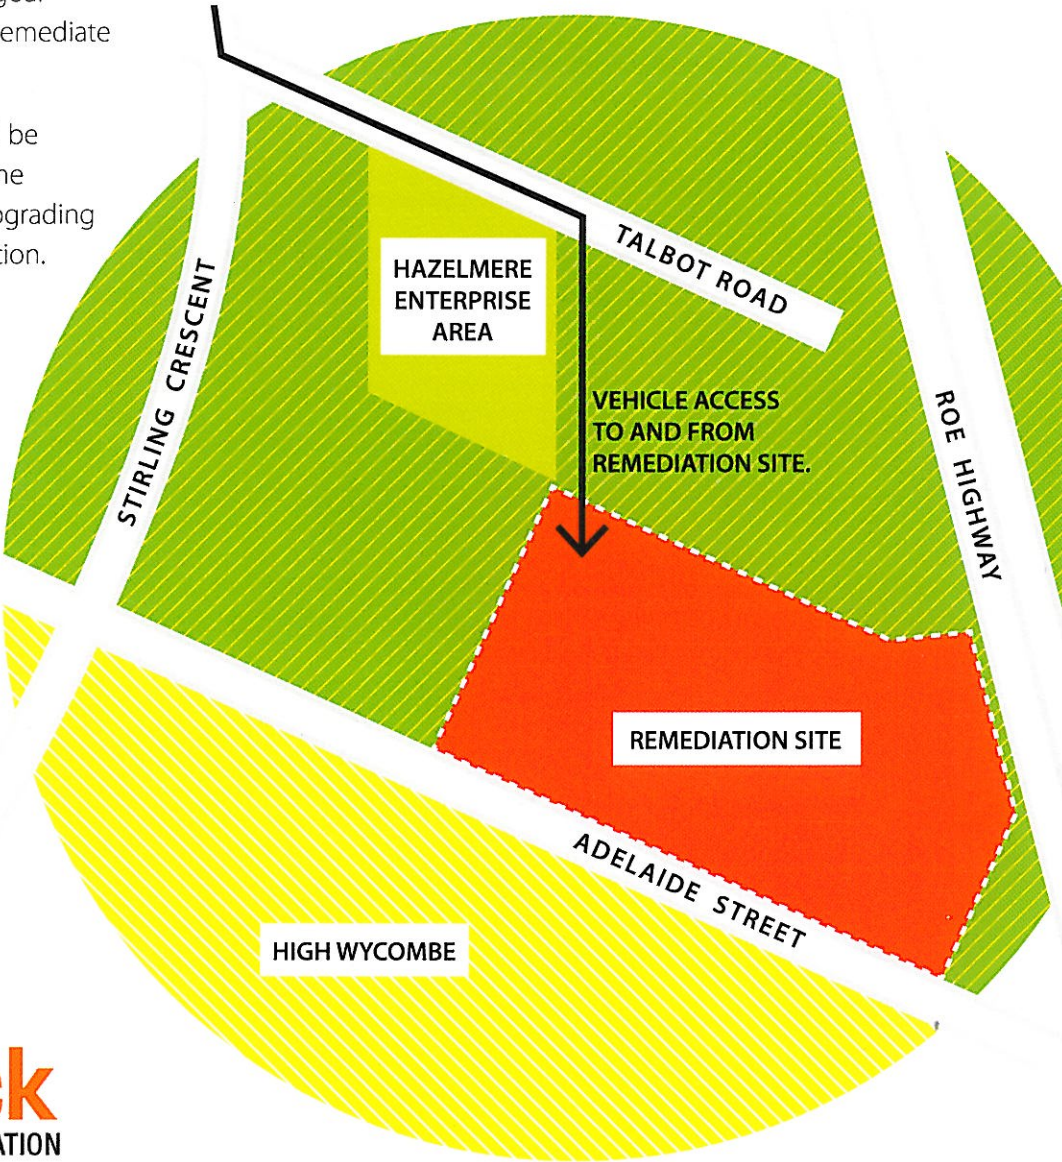 emediate
be
pgrading
tion.
TALBOT ROAD
HAZELMERE
ENTERPRISE
AREA
STIRLING CRESCENT
VEHICLE ACCESS
TO AND FROM
REMEDIATION SITE.
ROE HIGHWAY
REMEDIATION SITE
ADELAIDE STREET
HIGH WYCOMBE
ck
ATION